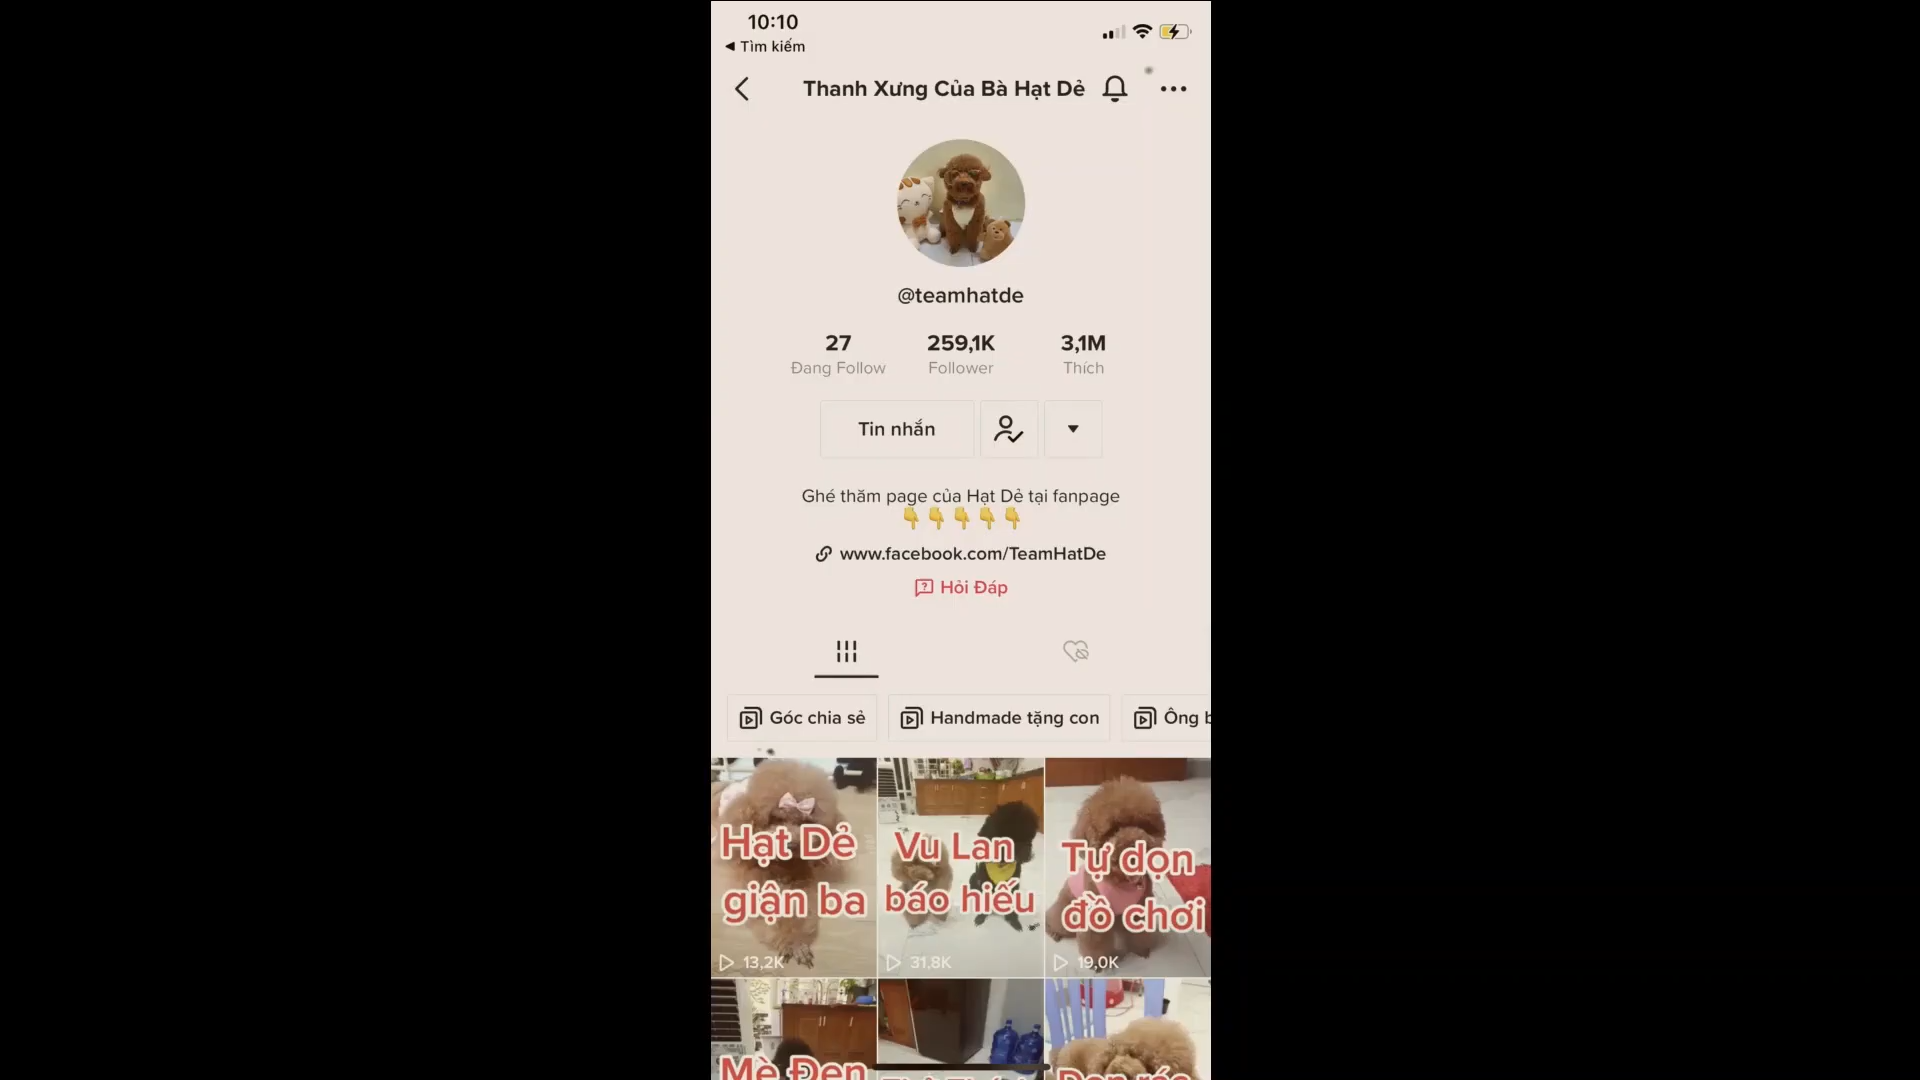 10:10
◄ Tìm kiếm
Thanh Xưng Của Bà Hạt Dẻ
@teamhatde
27 259,1K 3,1M
Đang Follow Follower Thích
Tin nhắn
Ghé thăm page của Hạt Dẻ tại fanpage
👇👇👇👇👇
www.facebook.com/TeamHatDe
Hỏi Đáp
Góc chia sẻ Handmade tặng con Ông
Hạt Dẻ
giận ba
13,2K
Vu Lan
báo hiếu
31,8K
Tự dọn
đồ chơi
19,0K
Mè Đen